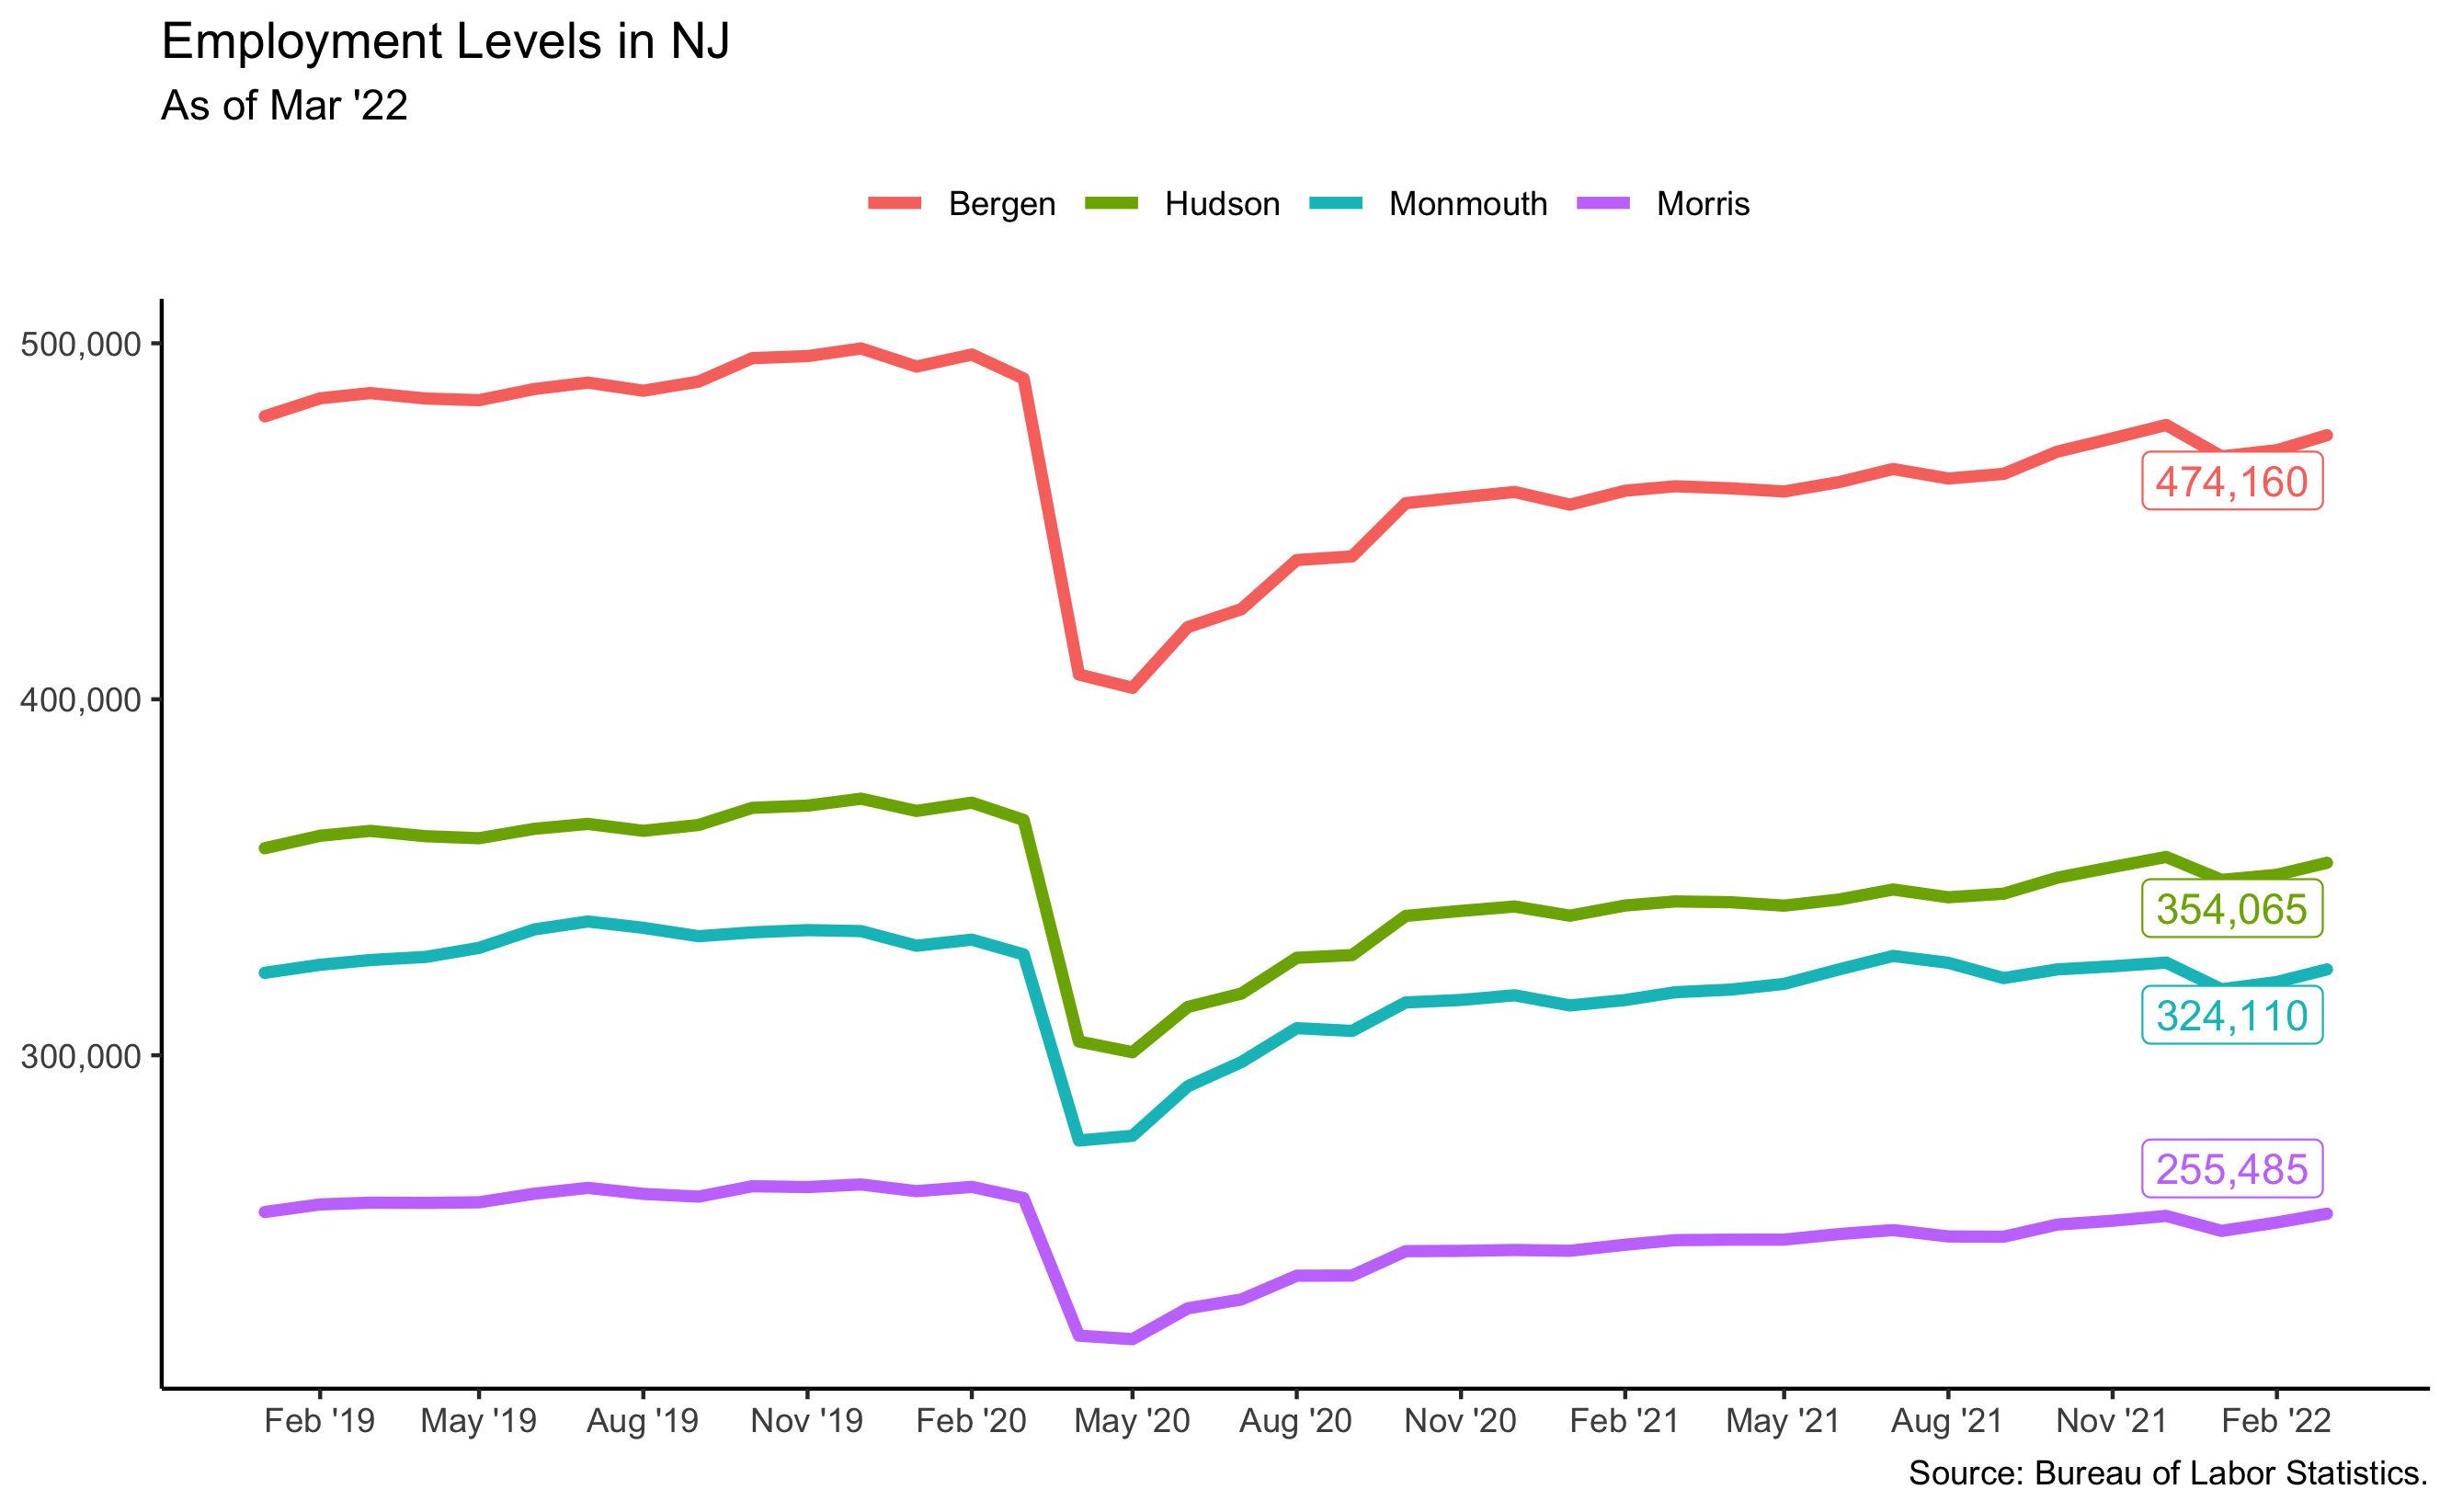 Employment Levels in NJ
As of Mar '22
Bergen Hudson Monmouth Morris
500,000
400,000
300,000
474,160
354,065
324,110
255,485
Feb '19 May '19 Aug '19 Nov '19 Feb '20 May '20 Aug '20 Nov '20 Feb '21 May '21 Aug '21 Nov '21 Feb '22
Source: Bureau of Labor Statistics.